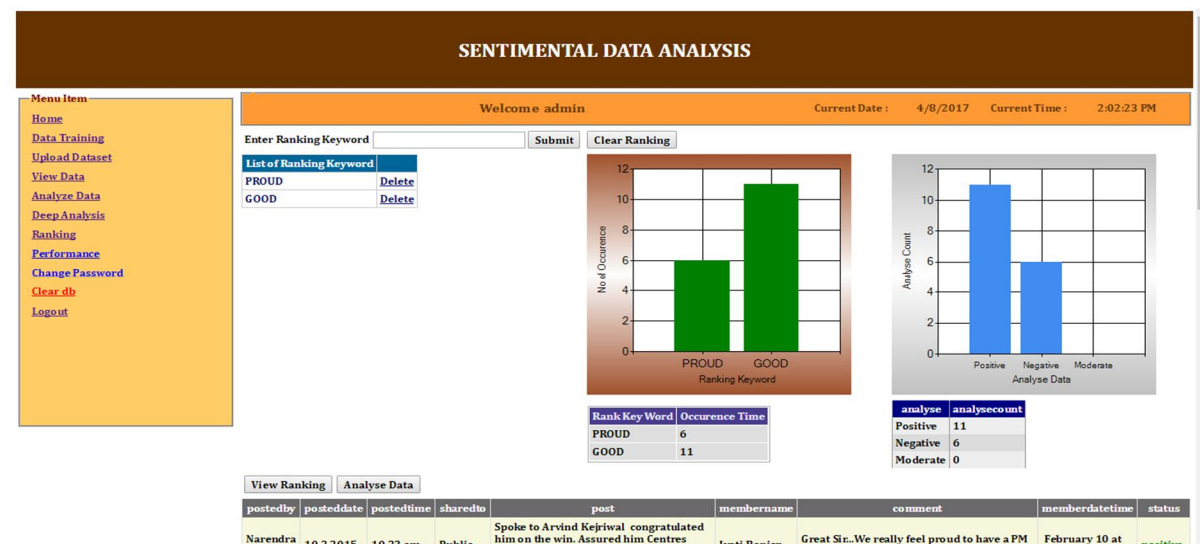 SENTIMENTAL DATA ANALYSIS
Menu Item
Home
Data Training
Upload Dataset
View Data
Analyze Data
Deep Analysis
Ranking
Performance
Change Password
Clear db
Logout
Welcome admin Current Date : 4/8/2017 Current Time : 2:02:23 PM
Enter Ranking Keyword Submit Clear Ranking
List of Ranking Keyword
PROUD Delete
GOOD Delete
12
10
8
6
4
2
0
No of Occurence
PROUD GOOD
Ranking Keyword
Rank Key Word Occurence Time
PROUD 6
GOOD 11
12
10
8
6
4
2
0
Analyse Count
Positive Negative Moderate
Analyse Data
analyse analysecount
Positive 11
Negative 6
Moderate 0
View Ranking Analyse Data
postedby posteddate postedtime sharedto post membername comment memberdatetime status
Spoke to Arvind Kejriwal congratulated
Narendra him on the win. Assured him Centres Great Sir...We really feel proud to have a PM February 10 at